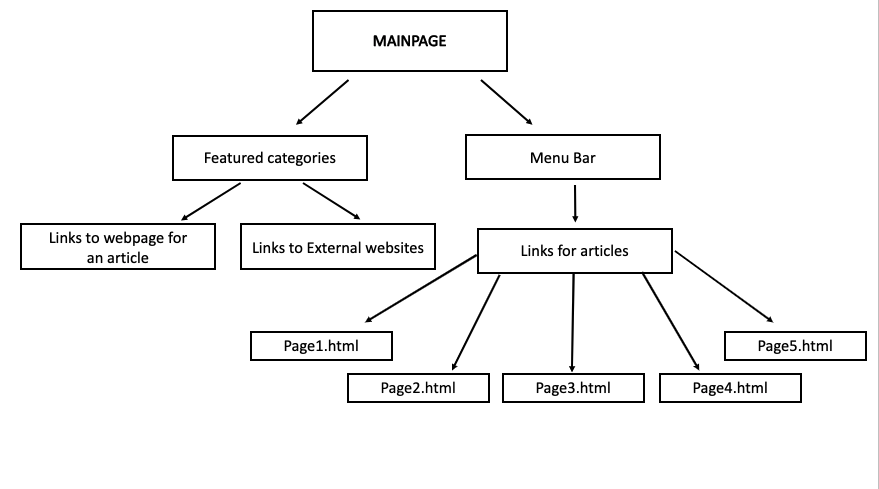 MAINPAGE
Featured categories
Menu Bar
Links to webpage for
an article
Links to External websites
Links for articles
Page1.html
Page5.html
Page2.html
Page3.html
Page4.html